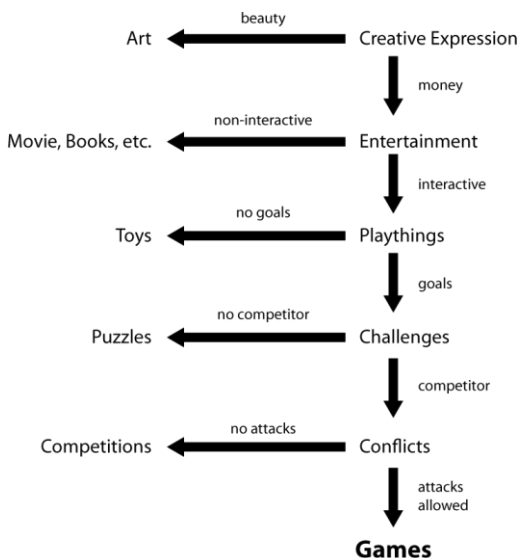 beauty
Art
Creative Expression
money
non-interactive
Movie, Books, etc.
Entertainment
interactive
no goals
Toys
Playthings
goals
no competitor
Puzzles
Challenges
competitor
no attacks
Competitions
Conflicts
attacks
allowed
Games